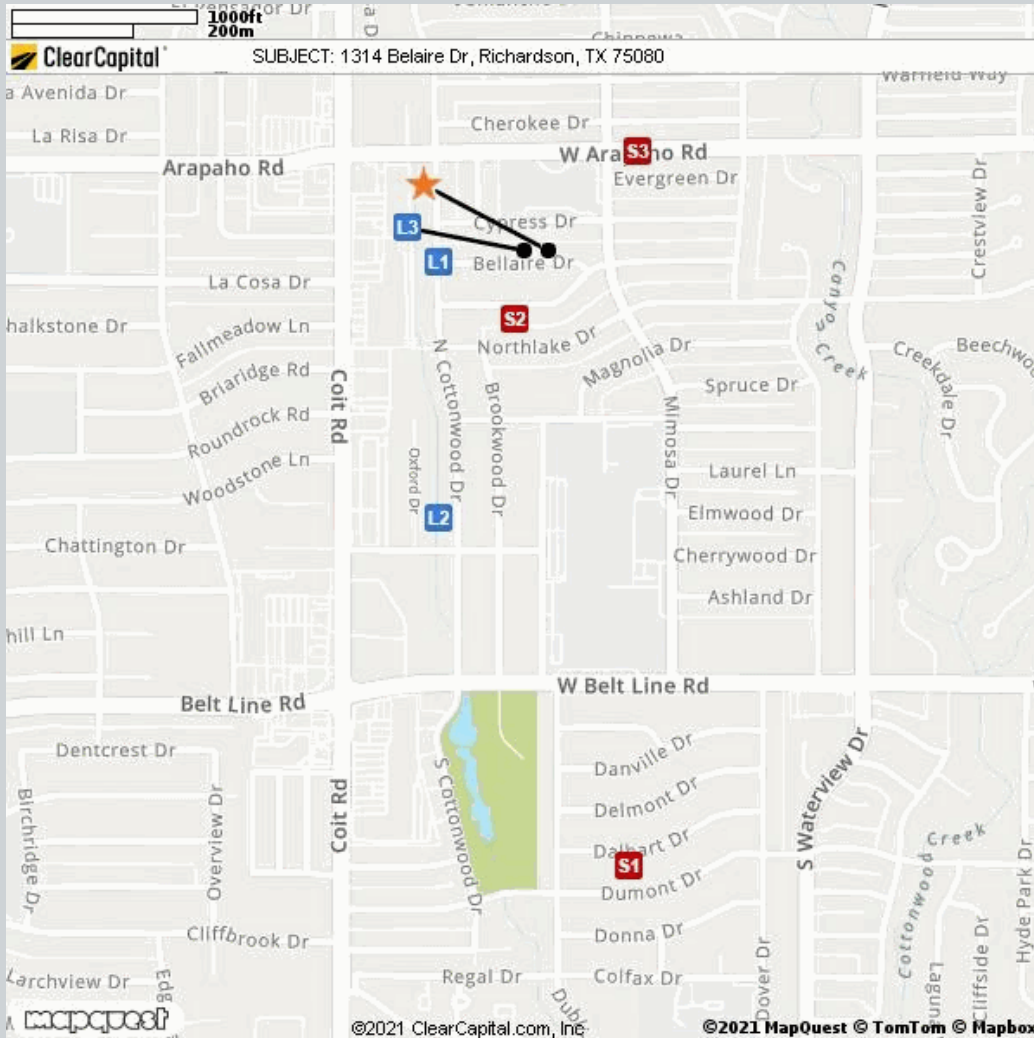 1000ft
200m
ClearCapital
SUBJECT: 1314 Belaire Dr, Richardson, TX 75080
Warfield Way
a Avenida Dr
Cherokee Dr
La Risa Dr
S3
Arapaho Rd
Evergreen Dr
Crestview Dr
Cypress Dr
L3
L1
Bellaire Dr
La Cosa Dr
Canyon Creek
halkstone Dr
Fallmeadow Ln
S2
Northlake Dr
Magnolia Dr
Creekdale Dr
Briaridge Rd
Spruce Dr
Coit Rd
N Cottonwood Dr
Brookwood Dr
Mimosa Dr
Roundrock Rd
Woodstone Ln
Oxford Dr
Laurel Ln
L2
Elmwood Dr
Chattington Dr
Cherrywood Dr
Ashland Dr
hill Ln
W Belt Line Rd
Belt Line Rd
Dentcrest Dr
Danville Dr
S Waterview Dr
Birchridge Dr
Overview Dr
Coit Rd
S Cottonwood Dr
Delmont Dr
Dalhart Dr
S1
Dumont Dr
Cottonwood Creek
Hyde Park Dr
Cliffbrook Dr
Donna Dr
Cliffside Dr
Larchview Dr
Edg
Regal Dr
Colfax Dr
Dover Dr
Lagun
Dubl
mapquest
©2021 ClearCapital.com, Inc
©2021 MapQuest © TomTom © Mapbox